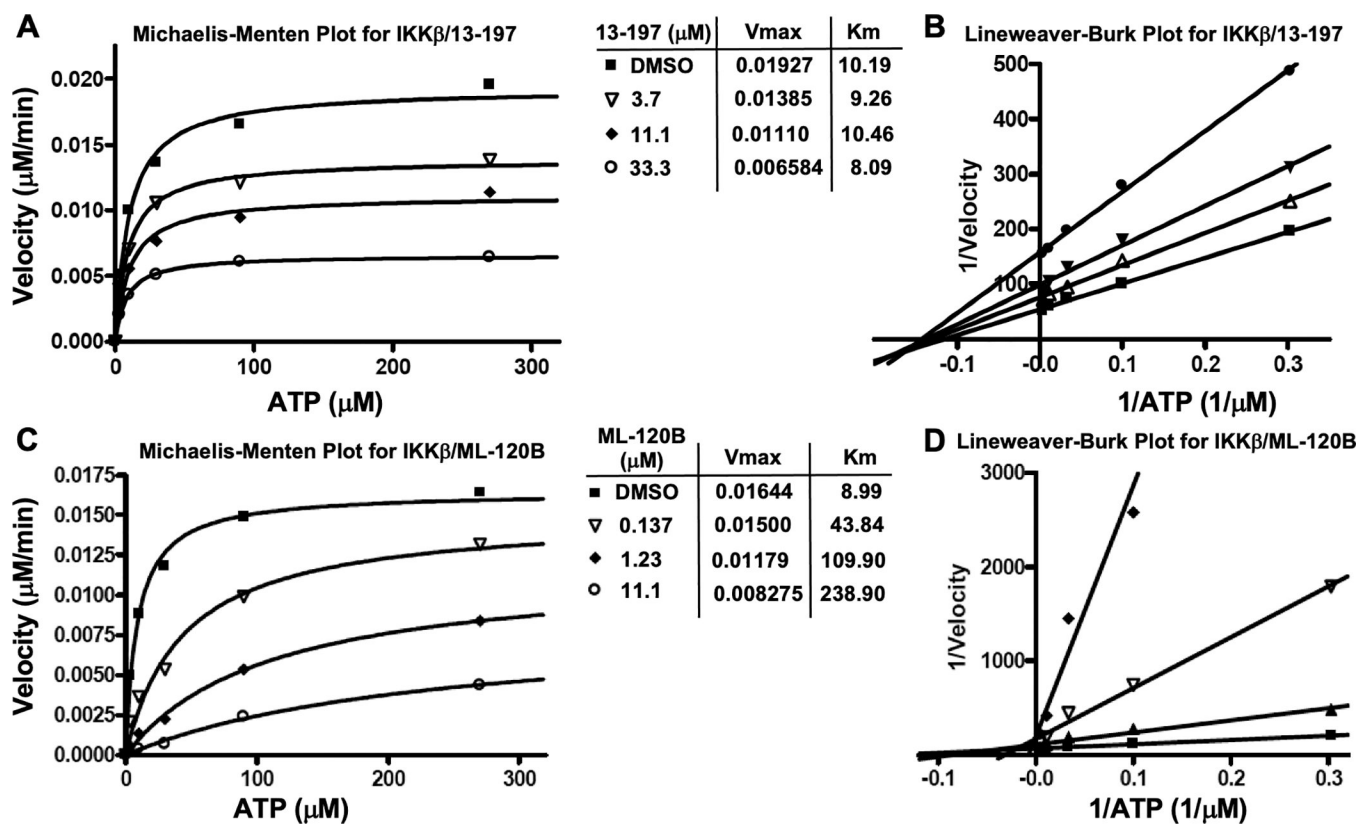 A
Michaelis-Menten Plot for IKKβ/13-197
Velocity (μM/min)
0.020
0.015
0.010
0.005
0.000
0
100
200
300
ATP (μM)
13-197 (μM) Vmax Km
DMSO 0.01927 10.19
3.7 0.01385 9.26
11.1 0.01110 10.46
33.3 0.006584 8.09
B
Lineweaver-Burk Plot for IKKβ/13-197
1/Velocity
500
400
300
200
100
-0.1
-0.0
0.1
0.2
0.3
1/ATP (1/μM)
C
Michaelis-Menten Plot for IKKβ/ML-120B
Velocity (μM/min)
0.0175
0.0150
0.0125
0.0100
0.0075
0.0050
0.0025
0.0000
0
100
200
300
ATP (μM)
ML-120B
(μM) Vmax Km
DMSO 0.01644 8.99
0.137 0.01500 43.84
1.23 0.01179 109.90
11.1 0.008275 238.90
D
Lineweaver-Burk Plot for IKKβ/ML-120B
1/Velocity
3000
2000
1000
-0.1
-0.0
0.1
0.2
0.3
1/ATP (1/μM)